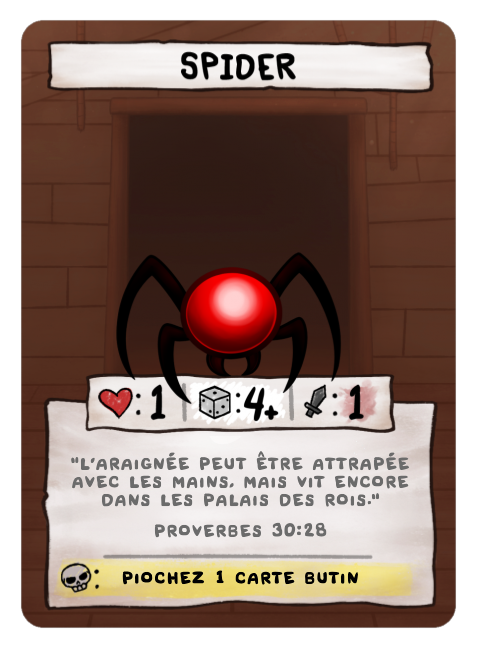 SPIDER
:1 :4+ :1
"L'ARAIGNÉE PEUT ÊTRE ATTRAPÉE
AVEC LES MAINS, MAIS VIT ENCORE
DANS LES PALAIS DES ROIS."
PROVERBES 30:28
: PIOCHEZ 1 CARTE BUTIN